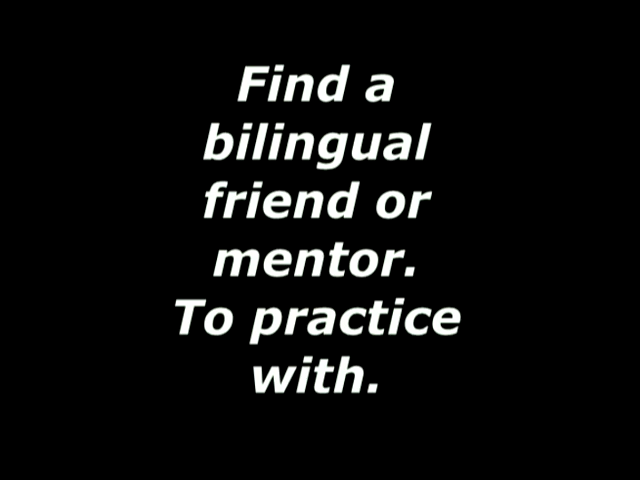 Find a
bilingual
friend or
mentor.
To practice
with.